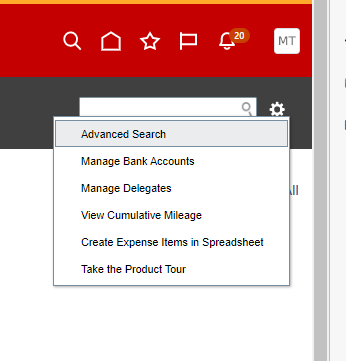 20
MT
Advanced Search
Manage Bank Accounts
Manage Delegates
All
View Cumulative Mileage
Create Expense Items in Spreadsheet
Take the Product Tour